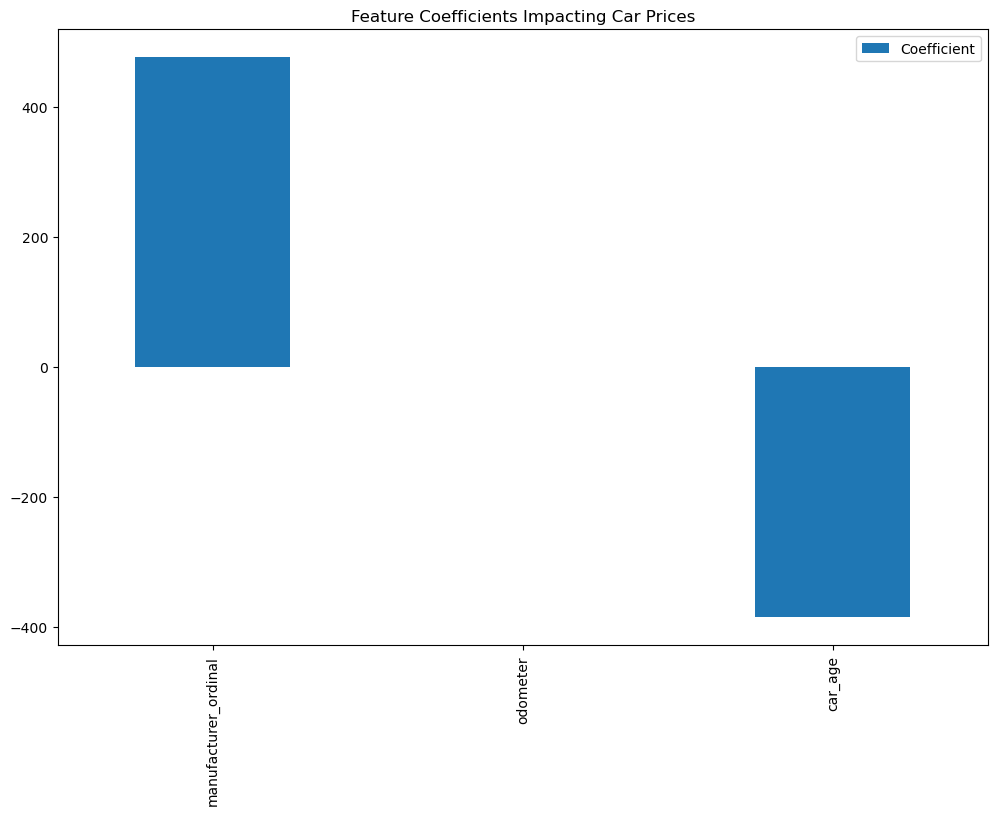 Feature Coefficients Impacting Car Prices
Coefficient
400
200
0
−200
−400
manufacturer_ordinal
odometer
car_age